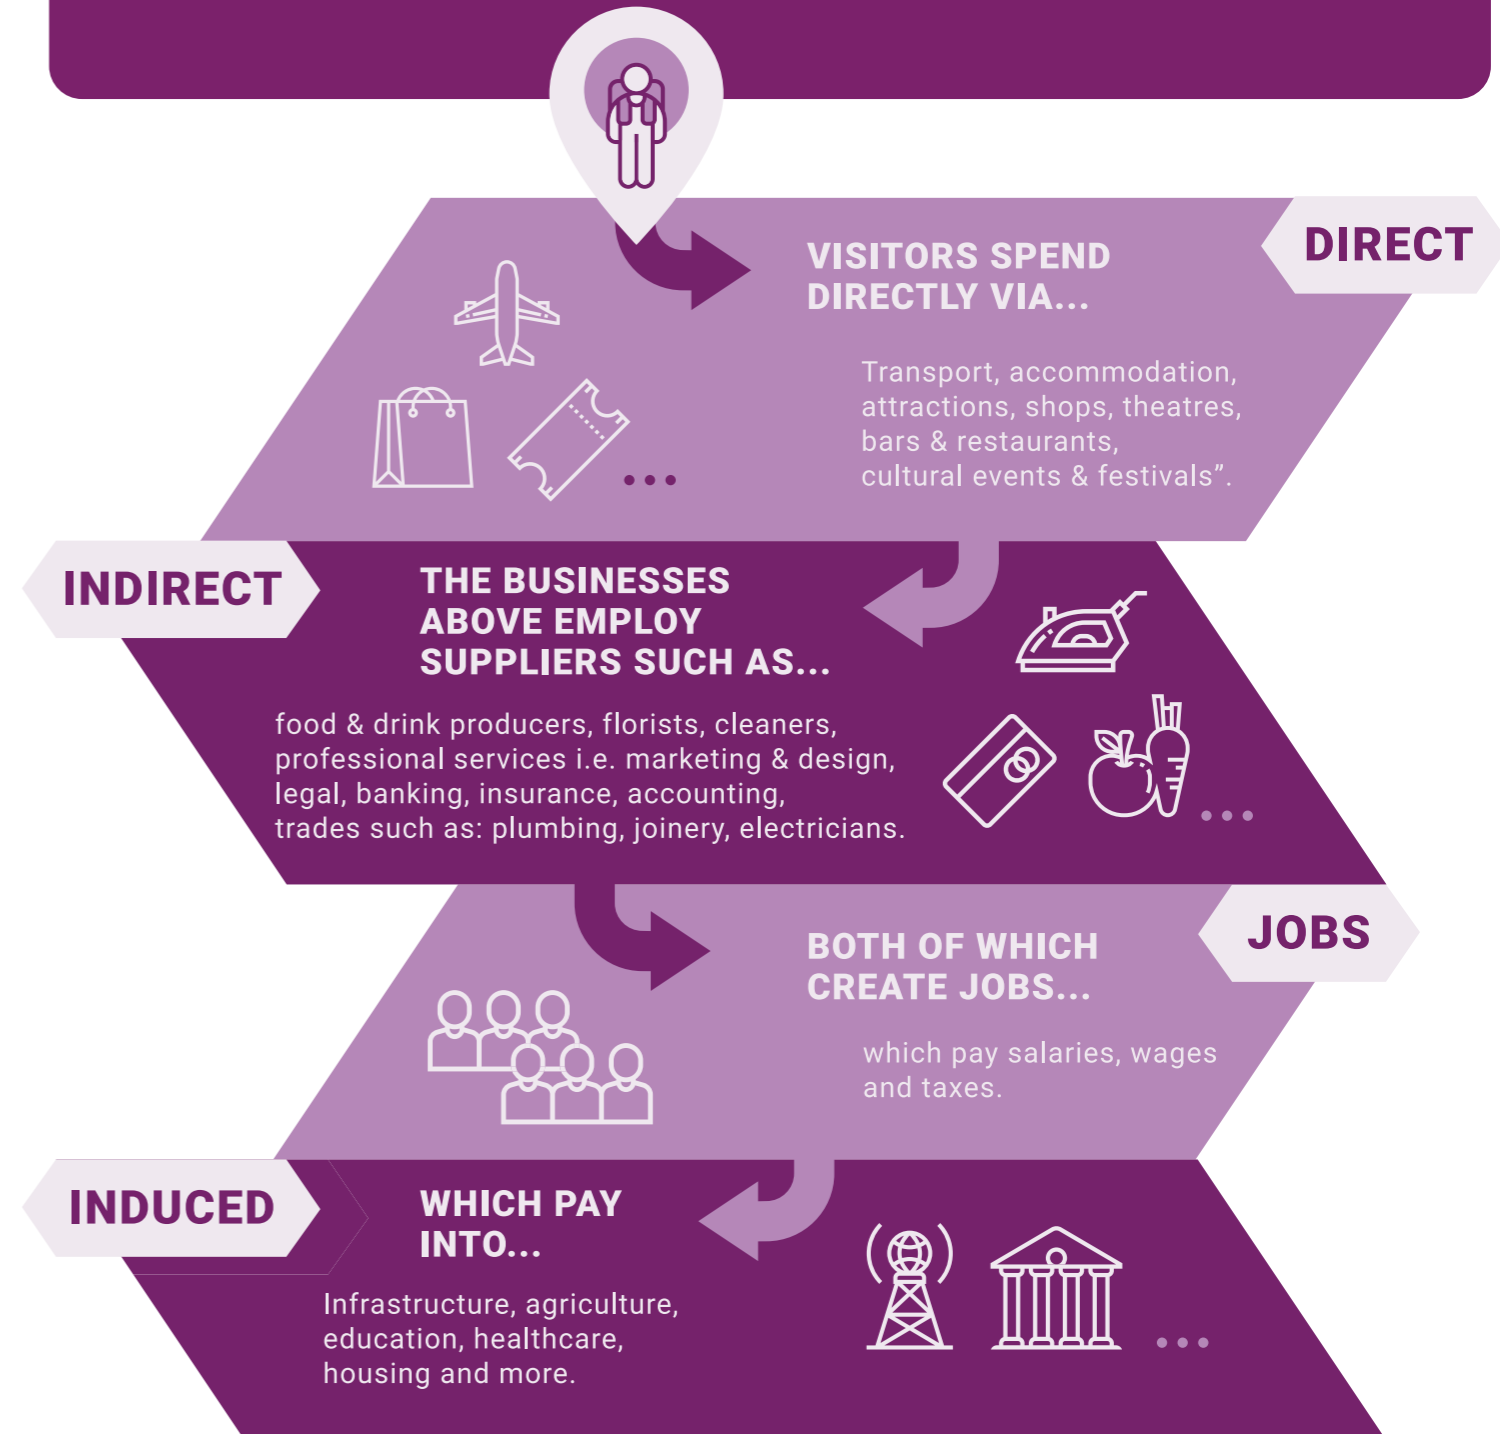 DIRECT
VISITORS SPEND
DIRECTLY VIA...
Transport, accommodation,
attractions, shops, theatres,
bars & restaurants,
cultural events & festivals”.
INDIRECT
THE BUSINESSES
ABOVE EMPLOY
SUPPLIERS SUCH AS...
food & drink producers, florists, cleaners,
professional services i.e. marketing & design,
legal, banking, insurance, accounting,
trades such as: plumbing, joinery, electricians.
JOBS
BOTH OF WHICH
CREATE JOBS...
which pay salaries, wages
and taxes.
INDUCED
WHICH PAY
INTO...
Infrastructure, agriculture,
education, healthcare,
housing and more.